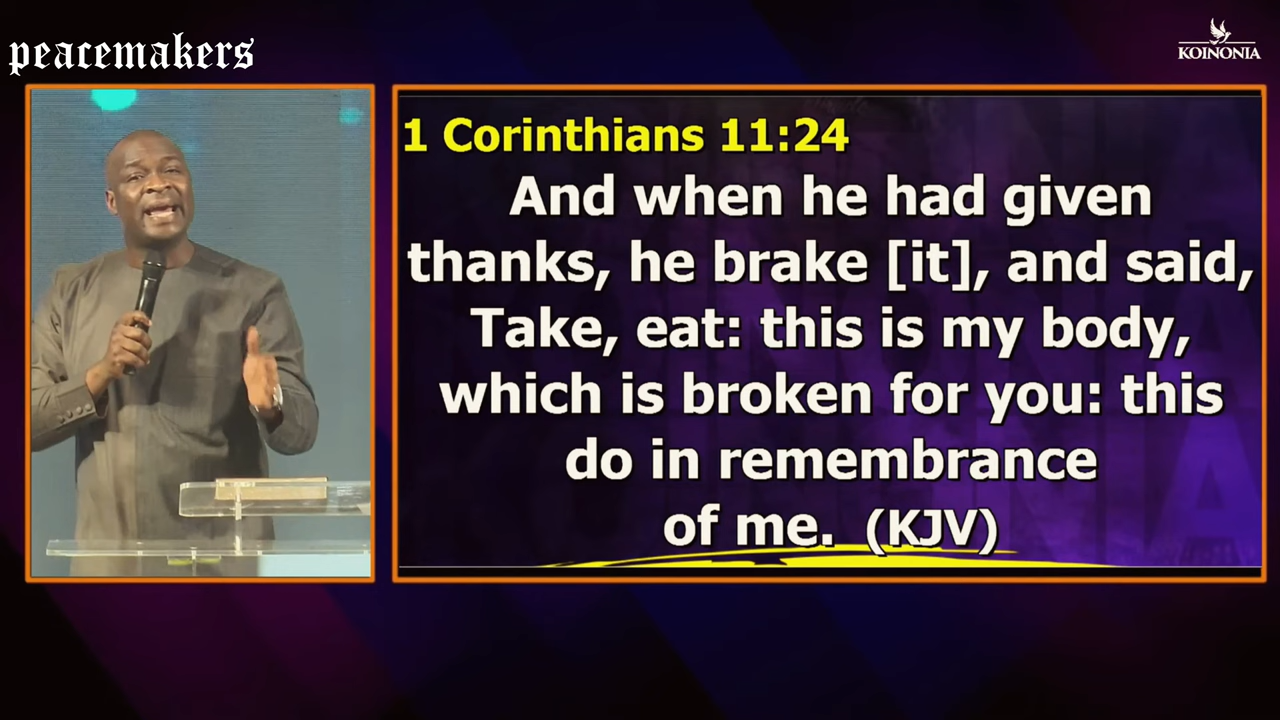 peacemakers
KOINONIA
1 Corinthians 11:24
And when he had given
thanks, he brake [it], and said,
Take, eat: this is my body,
which is broken for you: this
do in remembrance
of me. (KJV)